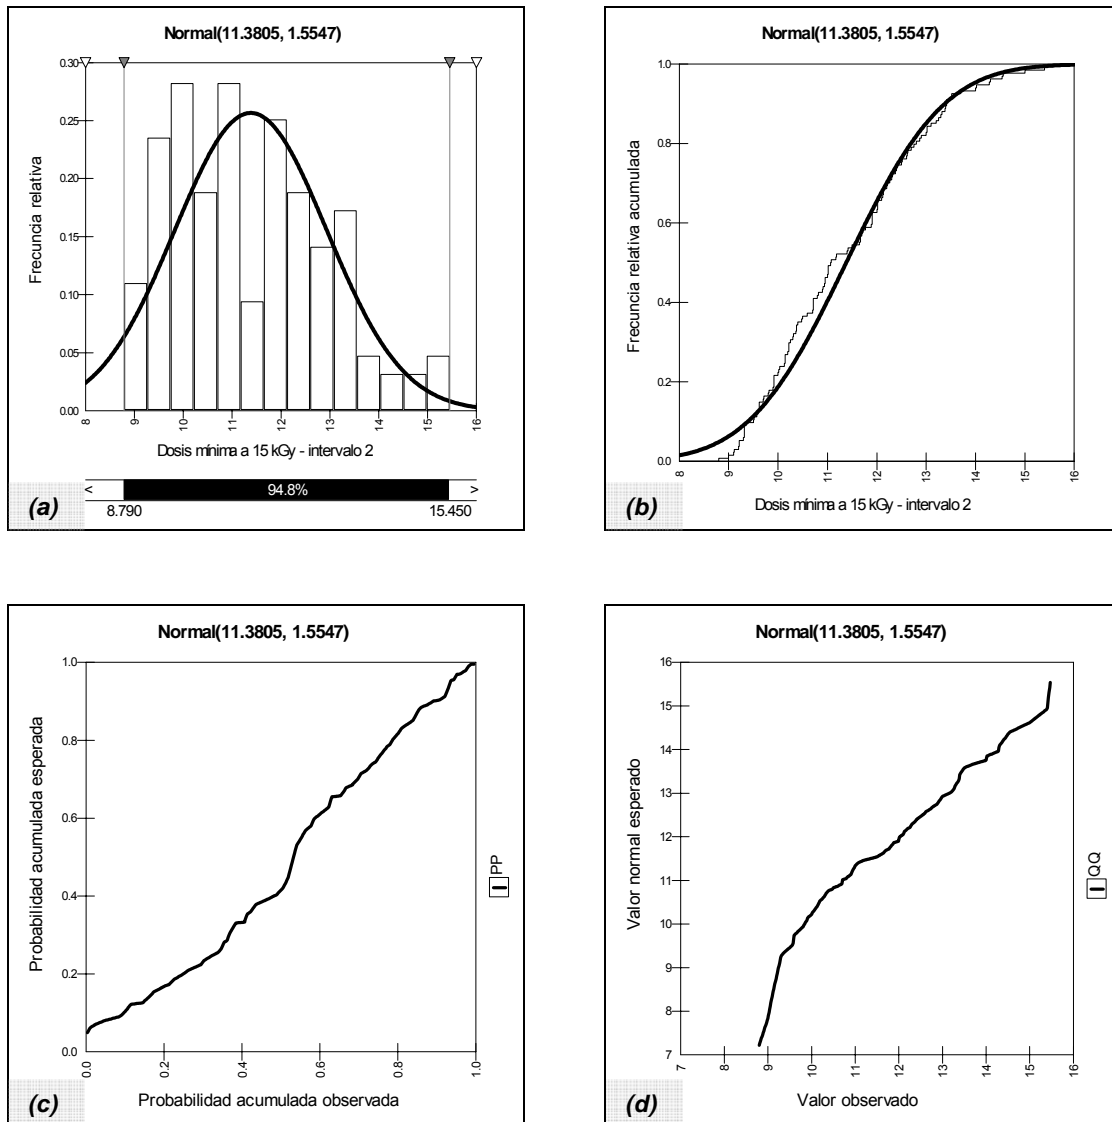 Normal(11.3805, 1.5547)
0.30
0.25
0.20
0.15
0.10
0.05
0.00
Frecuncia relativa
8 9 10 11 12 13 14 15 16
Dosis mínima a 15 kGy - intervalo 2
< 94.8% >
8.790 15.450
(a)
Normal(11.3805, 1.5547)
1.0
0.8
0.6
0.4
0.2
0.0
Frecuncia relativa acumulada
8 9 10 11 12 13 14 15 16
Dosis mínima a 15 kGy - intervalo 2
(b)
Normal(11.3805, 1.5547)
1.0
0.8
0.6
0.4
0.2
0.0
Probabilidad acumulada esperada
0.0 0.2 0.4 0.6 0.8 1.0
Probabilidad acumulada observada
PP
(c)
Normal(11.3805, 1.5547)
16
15
14
13
12
11
10
9
8
7
Valor normal esperado
7 8 9 10 11 12 13 14 15 16
Valor observado
QQ
(d)